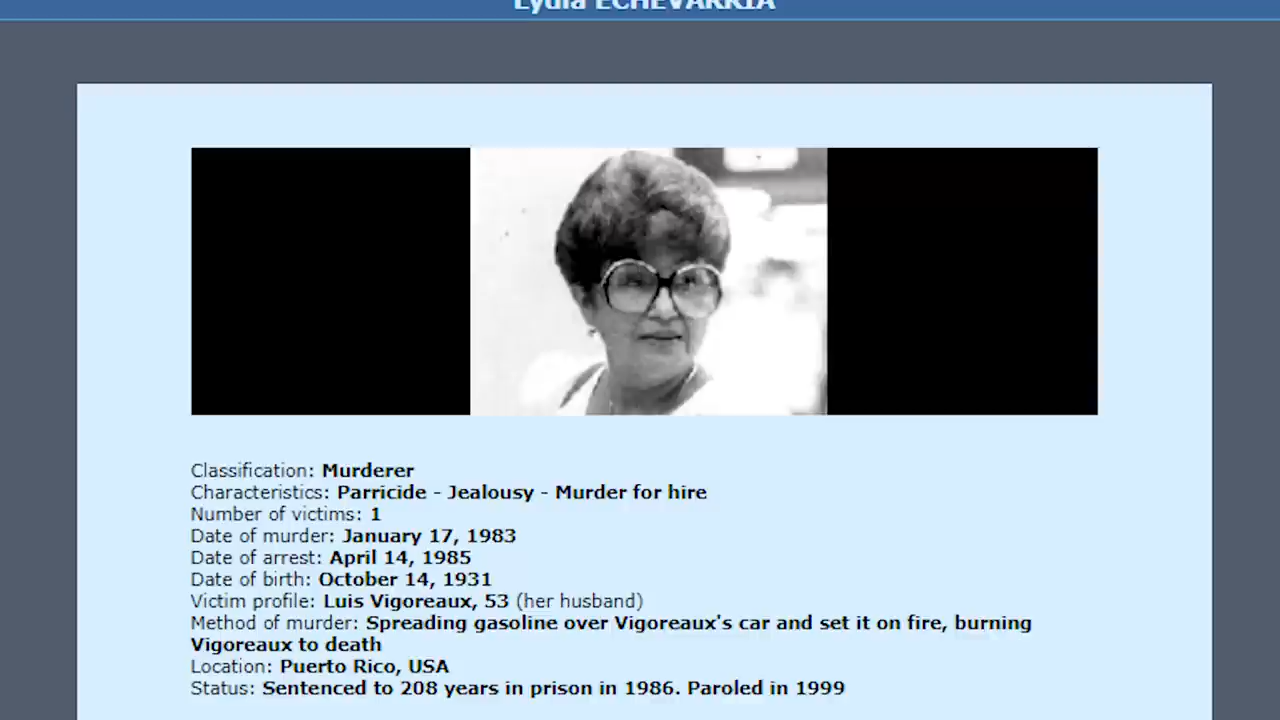 Lydia ECHEVARRIA
Classification: Murderer
Characteristics: Parricide - Jealousy - Murder for hire
Number of victims: 1
Date of murder: January 17, 1983
Date of arrest: April 14, 1985
Date of birth: October 14, 1931
Victim profile: Luis Vigoreaux, 53 (her husband)
Method of murder: Spreading gasoline over Vigoreaux's car and set it on fire, burning
Vigoreaux to death
Location: Puerto Rico, USA
Status: Sentenced to 208 years in prison in 1986. Paroled in 1999